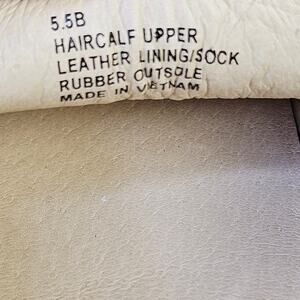 5.5B
HAIRCALF UPPER
LEATHER LINING/SOCK
RUBBER OUTSOLE
MADE IN VIETNAM